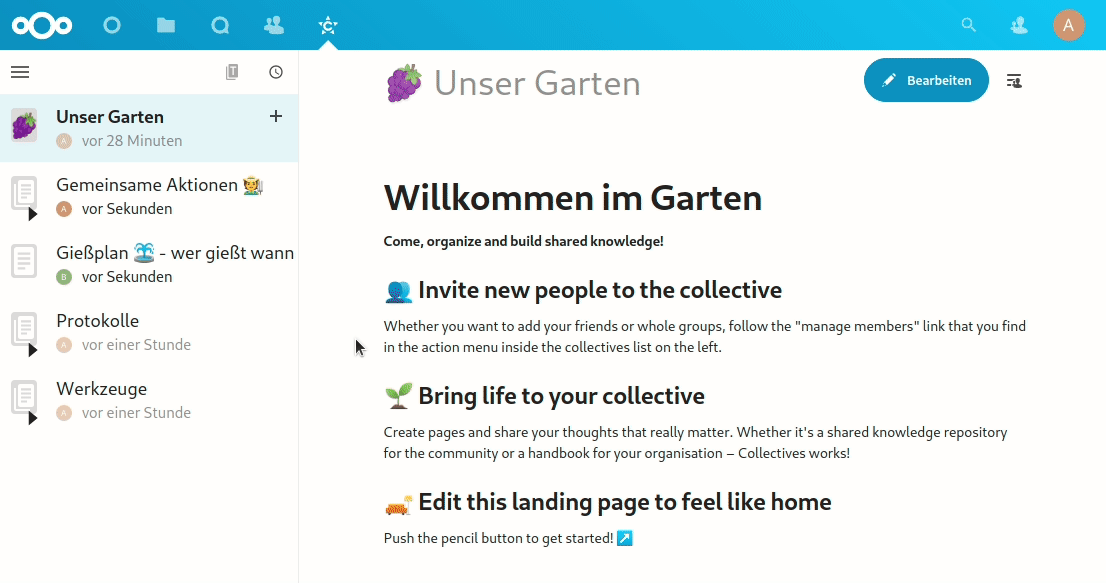 A
Unser Garten
Bearbeiten
T
Unser Garten
A vor 28 Minuten
Gemeinsame Aktionen
A vor Sekunden
Gießplan 🏝️ - wer gießt wann
B vor Sekunden
Protokolle
A vor einer Stunde
Werkzeuge
A vor einer Stunde
Willkommen im Garten
Come, organize and build shared knowledge!
Invite new people to the collective
Whether you want to add your friends or whole groups, follow the "manage members" link that you find
in the action menu inside the collectives list on the left.
Bring life to your collective
Create pages and share your thoughts that really matter. Whether it's a shared knowledge repository
for the community or a handbook for your organisation – Collectives works!
Edit this landing page to feel like home
Push the pencil button to get started!